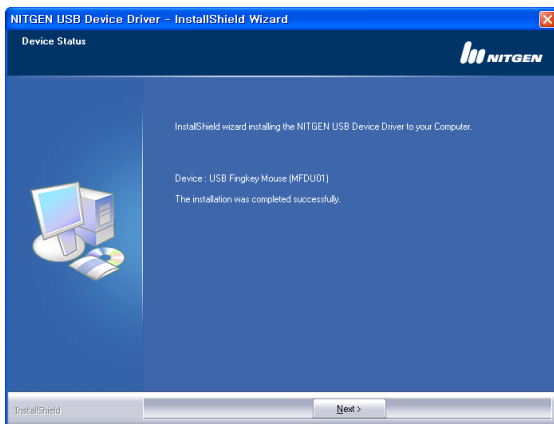 NITGEN USB Device Driver - InstallShield Wizard
Device Status
NITGEN
InstallShield wizard installing the NITGEN USB Device Driver to your Computer.
Device : USB Fingkey Mouse (MFDU01)
The installation was completed successfully.
InstallShield
Next >